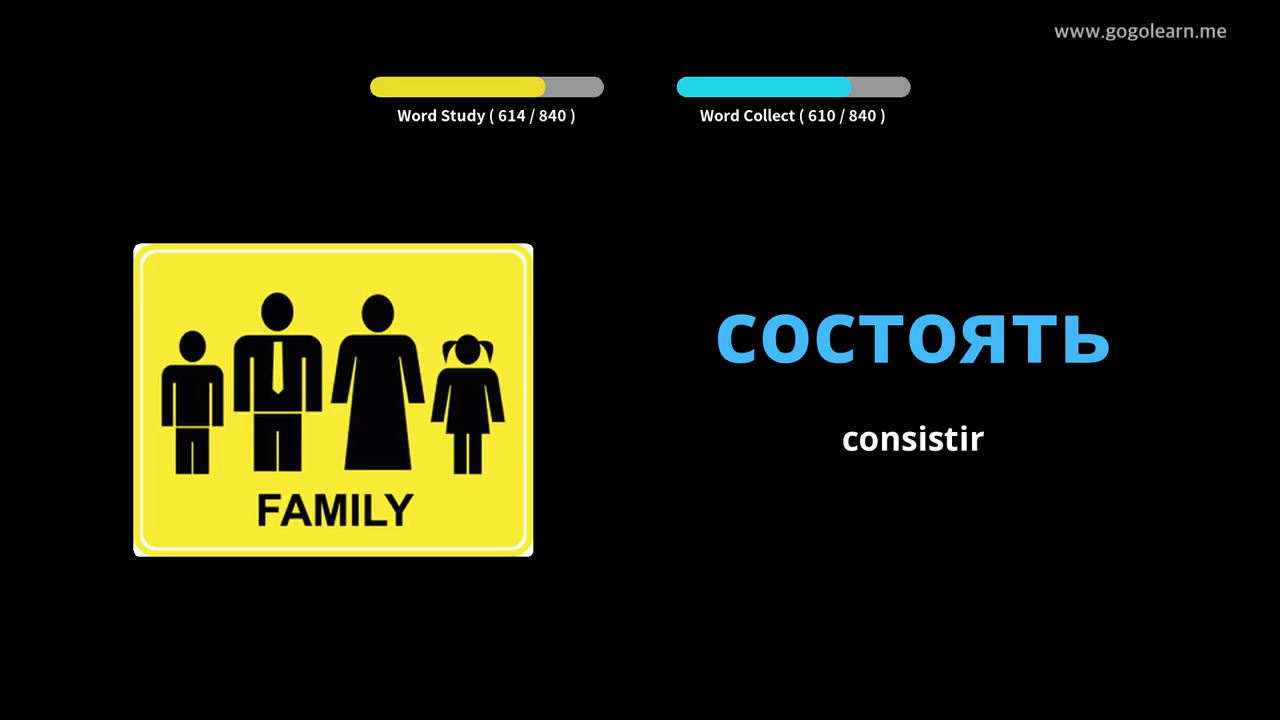 www.gogolearn.me
Word Study ( 614 / 840 )
Word Collect ( 610 / 840 )
FAMILY
состоять
consistir